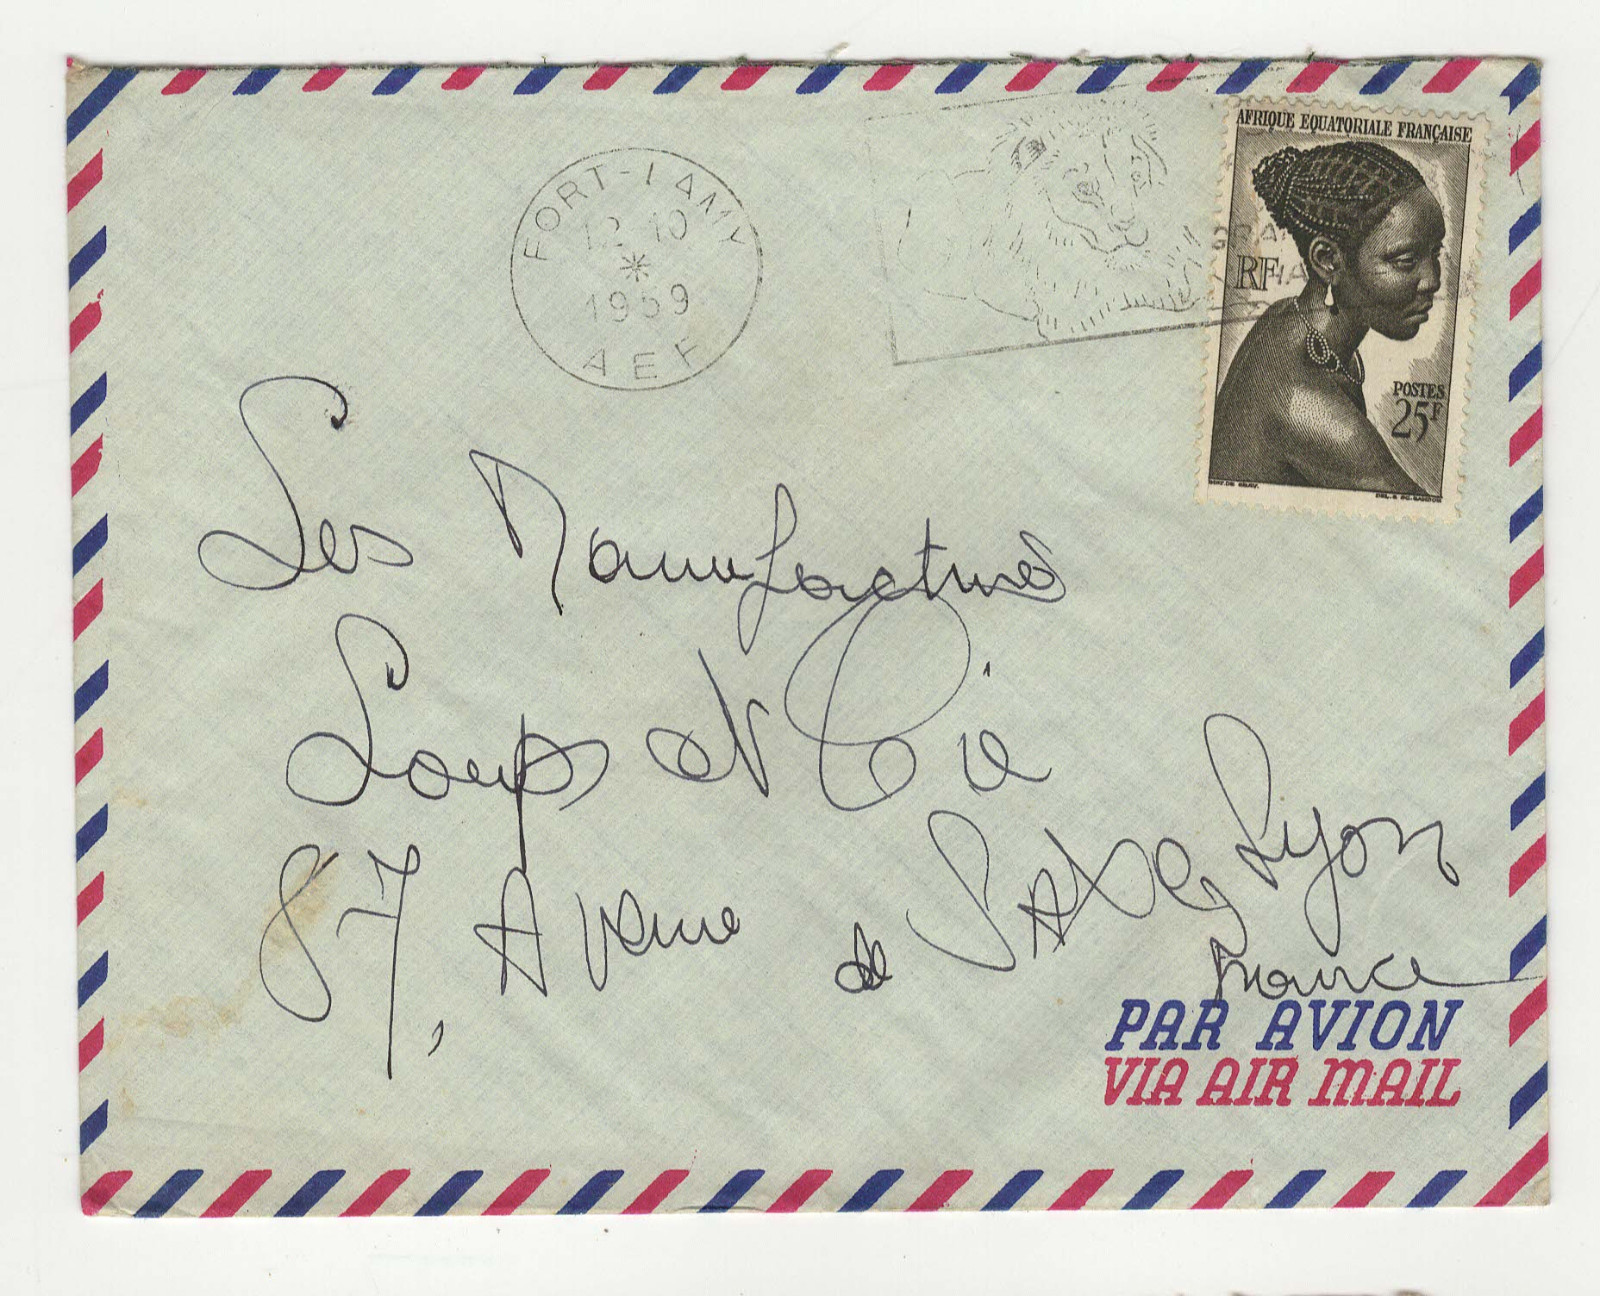 FORT-LAMY
12-10
1959
AEF
AFRIQUE EQUATORIALE FRANÇAISE
RF
POSTES
25F
Les Manufactures
Loups et Cie
87, Avenue de Saxe, Lyon
France
PAR AVION
VIA AIR MAIL